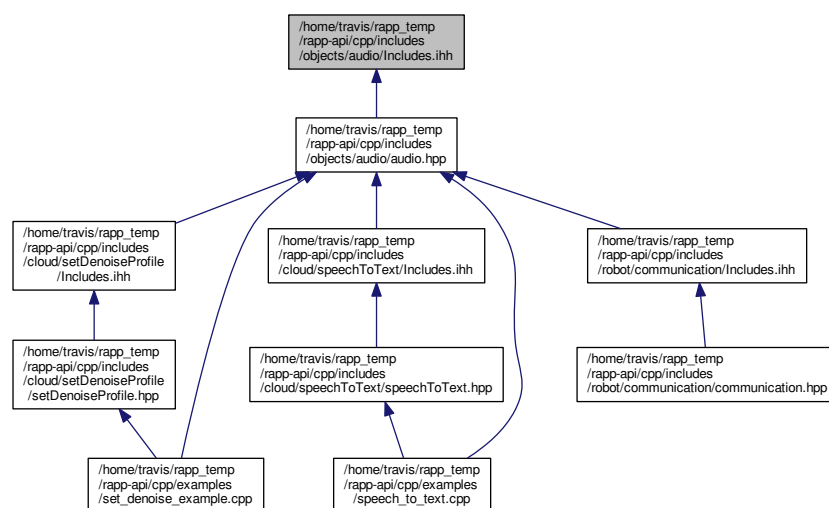 /home/travis/rapp_temp
/rapp-api/cpp/includes
/objects/audio/Includes.ihh
/home/travis/rapp_temp
/rapp-api/cpp/includes
/objects/audio/audio.hpp
/home/travis/rapp_temp
/rapp-api/cpp/includes
/cloud/setDenoiseProfile
/Includes.ihh
/home/travis/rapp_temp
/rapp-api/cpp/includes
/cloud/speechToText/Includes.ihh
/home/travis/rapp_temp
/rapp-api/cpp/includes
/robot/communication/Includes.ihh
/home/travis/rapp_temp
/rapp-api/cpp/includes
/cloud/setDenoiseProfile
/setDenoiseProfile.hpp
/home/travis/rapp_temp
/rapp-api/cpp/includes
/cloud/speechToText/speechToText.hpp
/home/travis/rapp_temp
/rapp-api/cpp/includes
/robot/communication/communication.hpp
/home/travis/rapp_temp
/rapp-api/cpp/examples
/set_denoise_example.cpp
/home/travis/rapp_temp
/rapp-api/cpp/examples
/speech_to_text.cpp